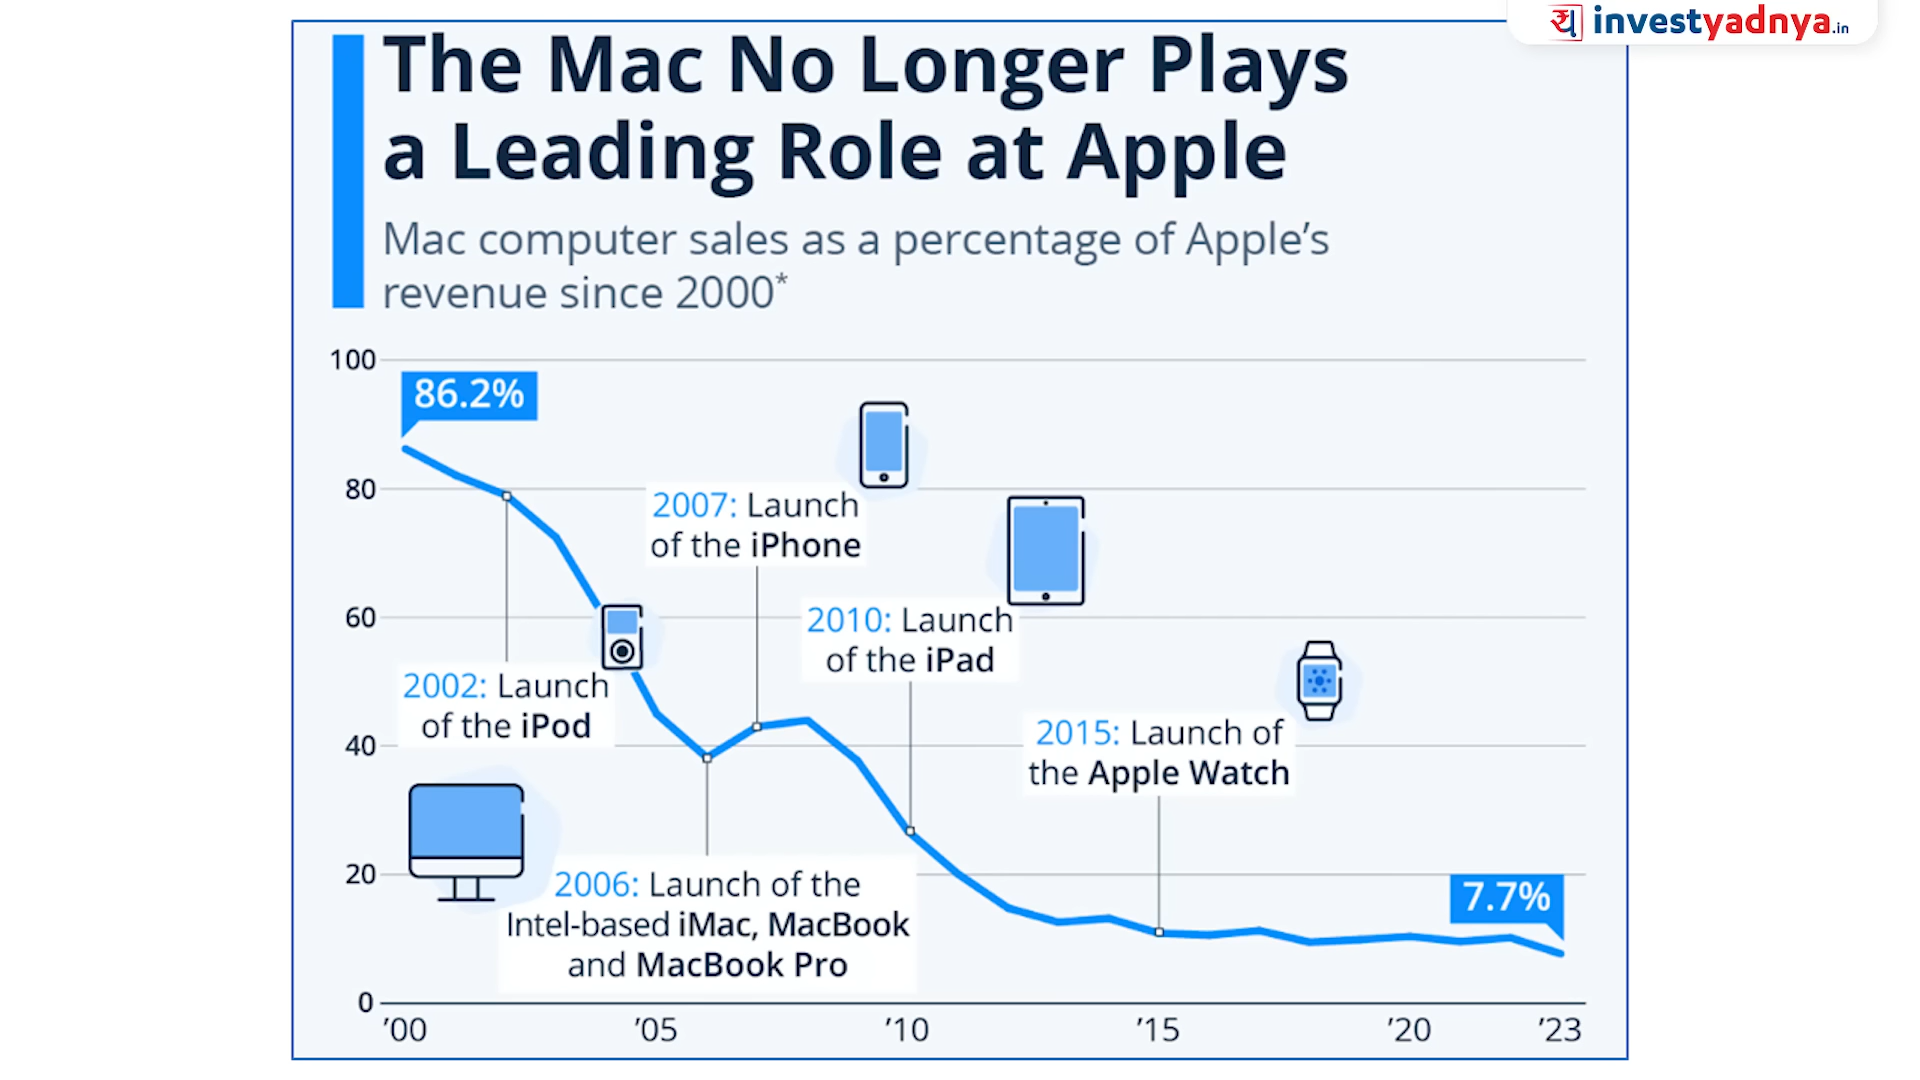 investyadnya.in
The Mac No Longer Plays
a Leading Role at Apple
Mac computer sales as a percentage of Apple’s
revenue since 2000*
100
86.2%
80
2007: Launch
of the iPhone
60
2010: Launch
of the iPad
2002: Launch
of the iPod
40
2015: Launch of
the Apple Watch
20
2006: Launch of the
Intel-based iMac, MacBook
and MacBook Pro
7.7%
0
’00 ’05 ’10 ’15 ’20 ’23